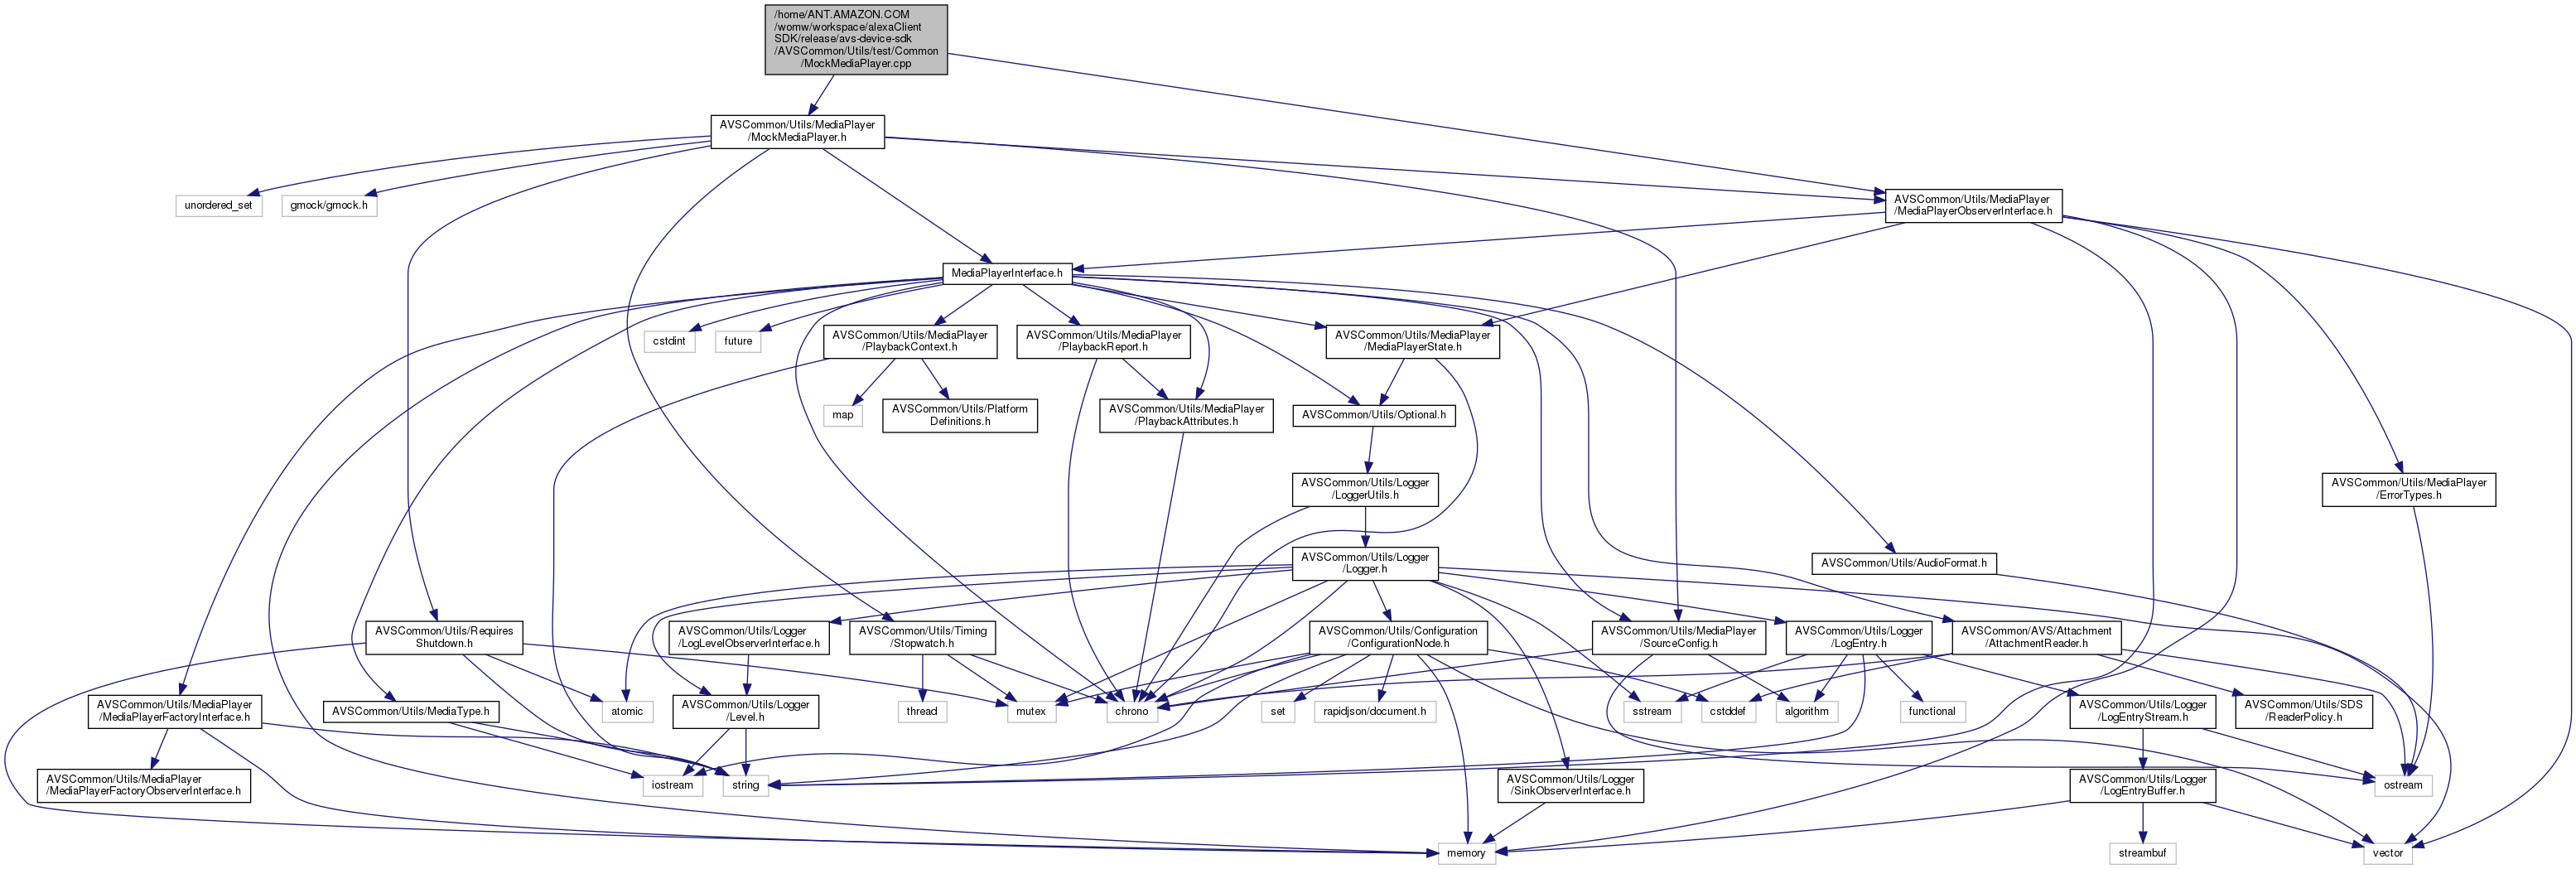 /home/ANT.AMAZON.COM
/womw/workspace/alexaClient
SDK/release/avs-device-sdk
/AVSCommon/Utils/test/Common
/MockMediaPlayer.cpp
AVSCommon/Utils/MediaPlayer
/MockMediaPlayer.h
unordered_set
gmock/gmock.h
AVSCommon/Utils/MediaPlayer
/MediaPlayerObserverInterface.h
MediaPlayerInterface.h
cstdint
future
AVSCommon/Utils/MediaPlayer
/PlaybackContext.h
AVSCommon/Utils/MediaPlayer
/PlaybackReport.h
AVSCommon/Utils/MediaPlayer
/MediaPlayerState.h
map
AVSCommon/Utils/Platform
Definitions.h
AVSCommon/Utils/MediaPlayer
/PlaybackAttributes.h
AVSCommon/Utils/Optional.h
AVSCommon/Utils/Logger
/LoggerUtils.h
AVSCommon/Utils/MediaPlayer
/ErrorTypes.h
AVSCommon/Utils/Logger
/Logger.h
AVSCommon/Utils/AudioFormat.h
AVSCommon/Utils/Requires
Shutdown.h
AVSCommon/Utils/Logger
/LogLevelObserverInterface.h
AVSCommon/Utils/Timing
/Stopwatch.h
AVSCommon/Utils/Configuration
/ConfigurationNode.h
AVSCommon/Utils/MediaPlayer
/SourceConfig.h
AVSCommon/Utils/Logger
/LogEntry.h
AVSCommon/AVS/Attachment
/AttachmentReader.h
AVSCommon/Utils/MediaPlayer
/MediaPlayerFactoryInterface.h
AVSCommon/Utils/MediaType.h
atomic
AVSCommon/Utils/Logger
/Level.h
thread
mutex
chrono
set
rapidjson/document.h
sstream
cstddef
algorithm
functional
AVSCommon/Utils/Logger
/LogEntryStream.h
AVSCommon/Utils/SDS
/ReaderPolicy.h
AVSCommon/Utils/MediaPlayer
/MediaPlayerFactoryObserverInterface.h
iostream
string
AVSCommon/Utils/Logger
/SinkObserverInterface.h
AVSCommon/Utils/Logger
/LogEntryBuffer.h
ostream
memory
streambuf
vector